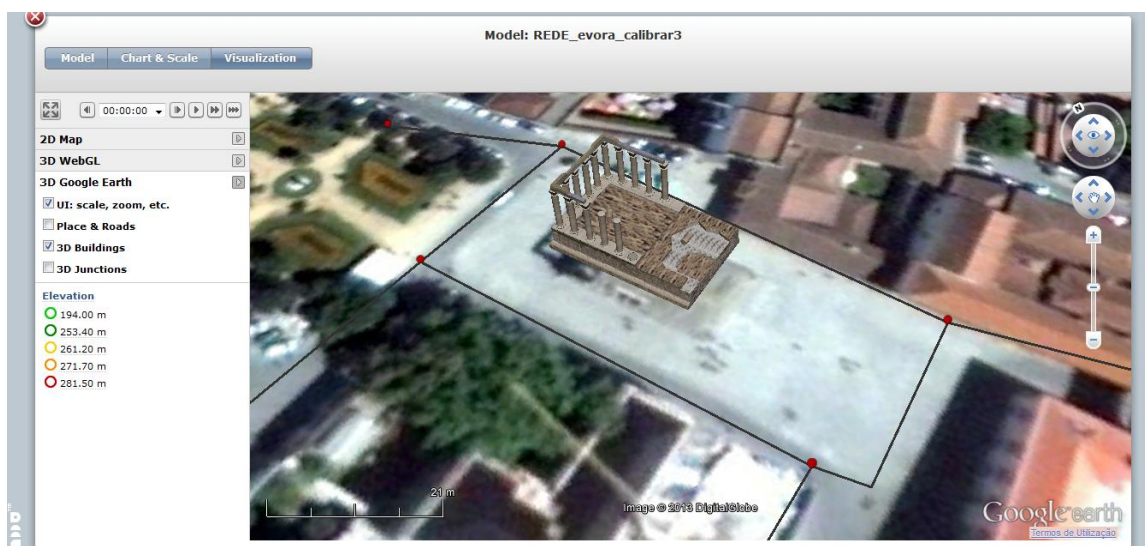 Model: REDE_evora_calibrar3
Model Chart & Scale Visualization
00:00:00
2D Map
3D WebGL
3D Google Earth
UI: scale, zoom, etc.
Place & Roads
3D Buildings
3D Junctions
Elevation
194.00 m
253.40 m
261.20 m
271.70 m
281.50 m
N
21 m
Image © 2013 DigitalGlobe
Google earth
Termos de Utilização